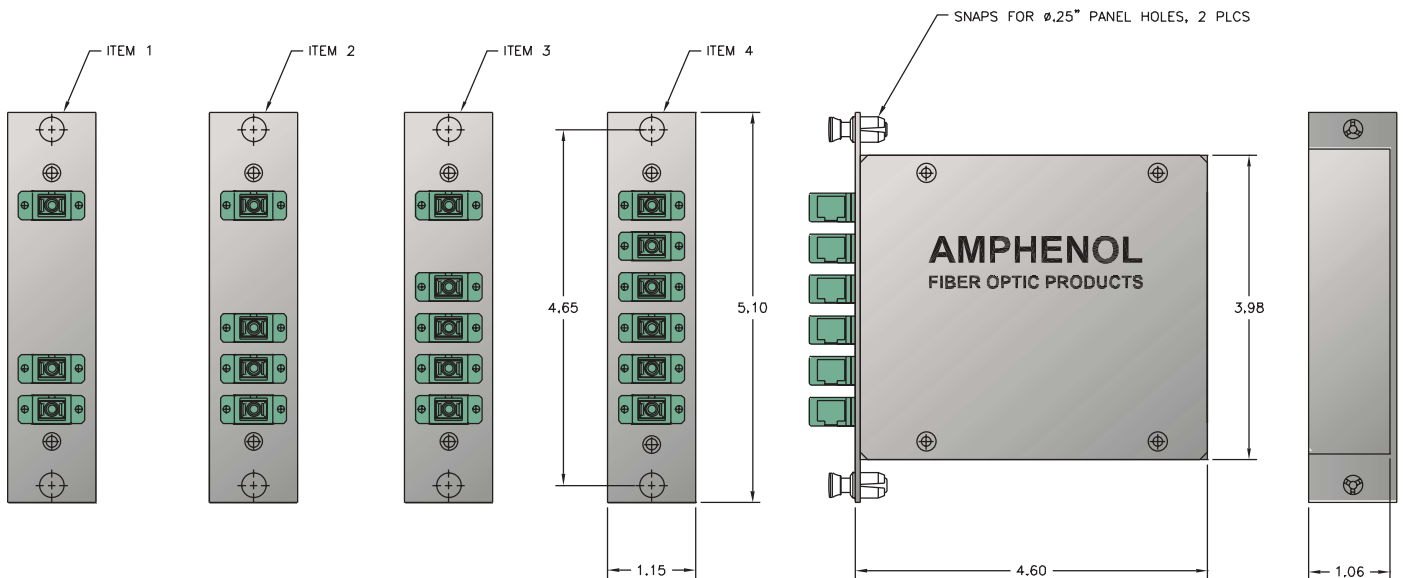 SNAPS FOR ø.25" PANEL HOLES, 2 PLCS
ITEM 1
ITEM 2
ITEM 3
ITEM 4
AMPHENOL
FIBER OPTIC PRODUCTS
4.65
5.10
3.98
1.15
4.60
1.06